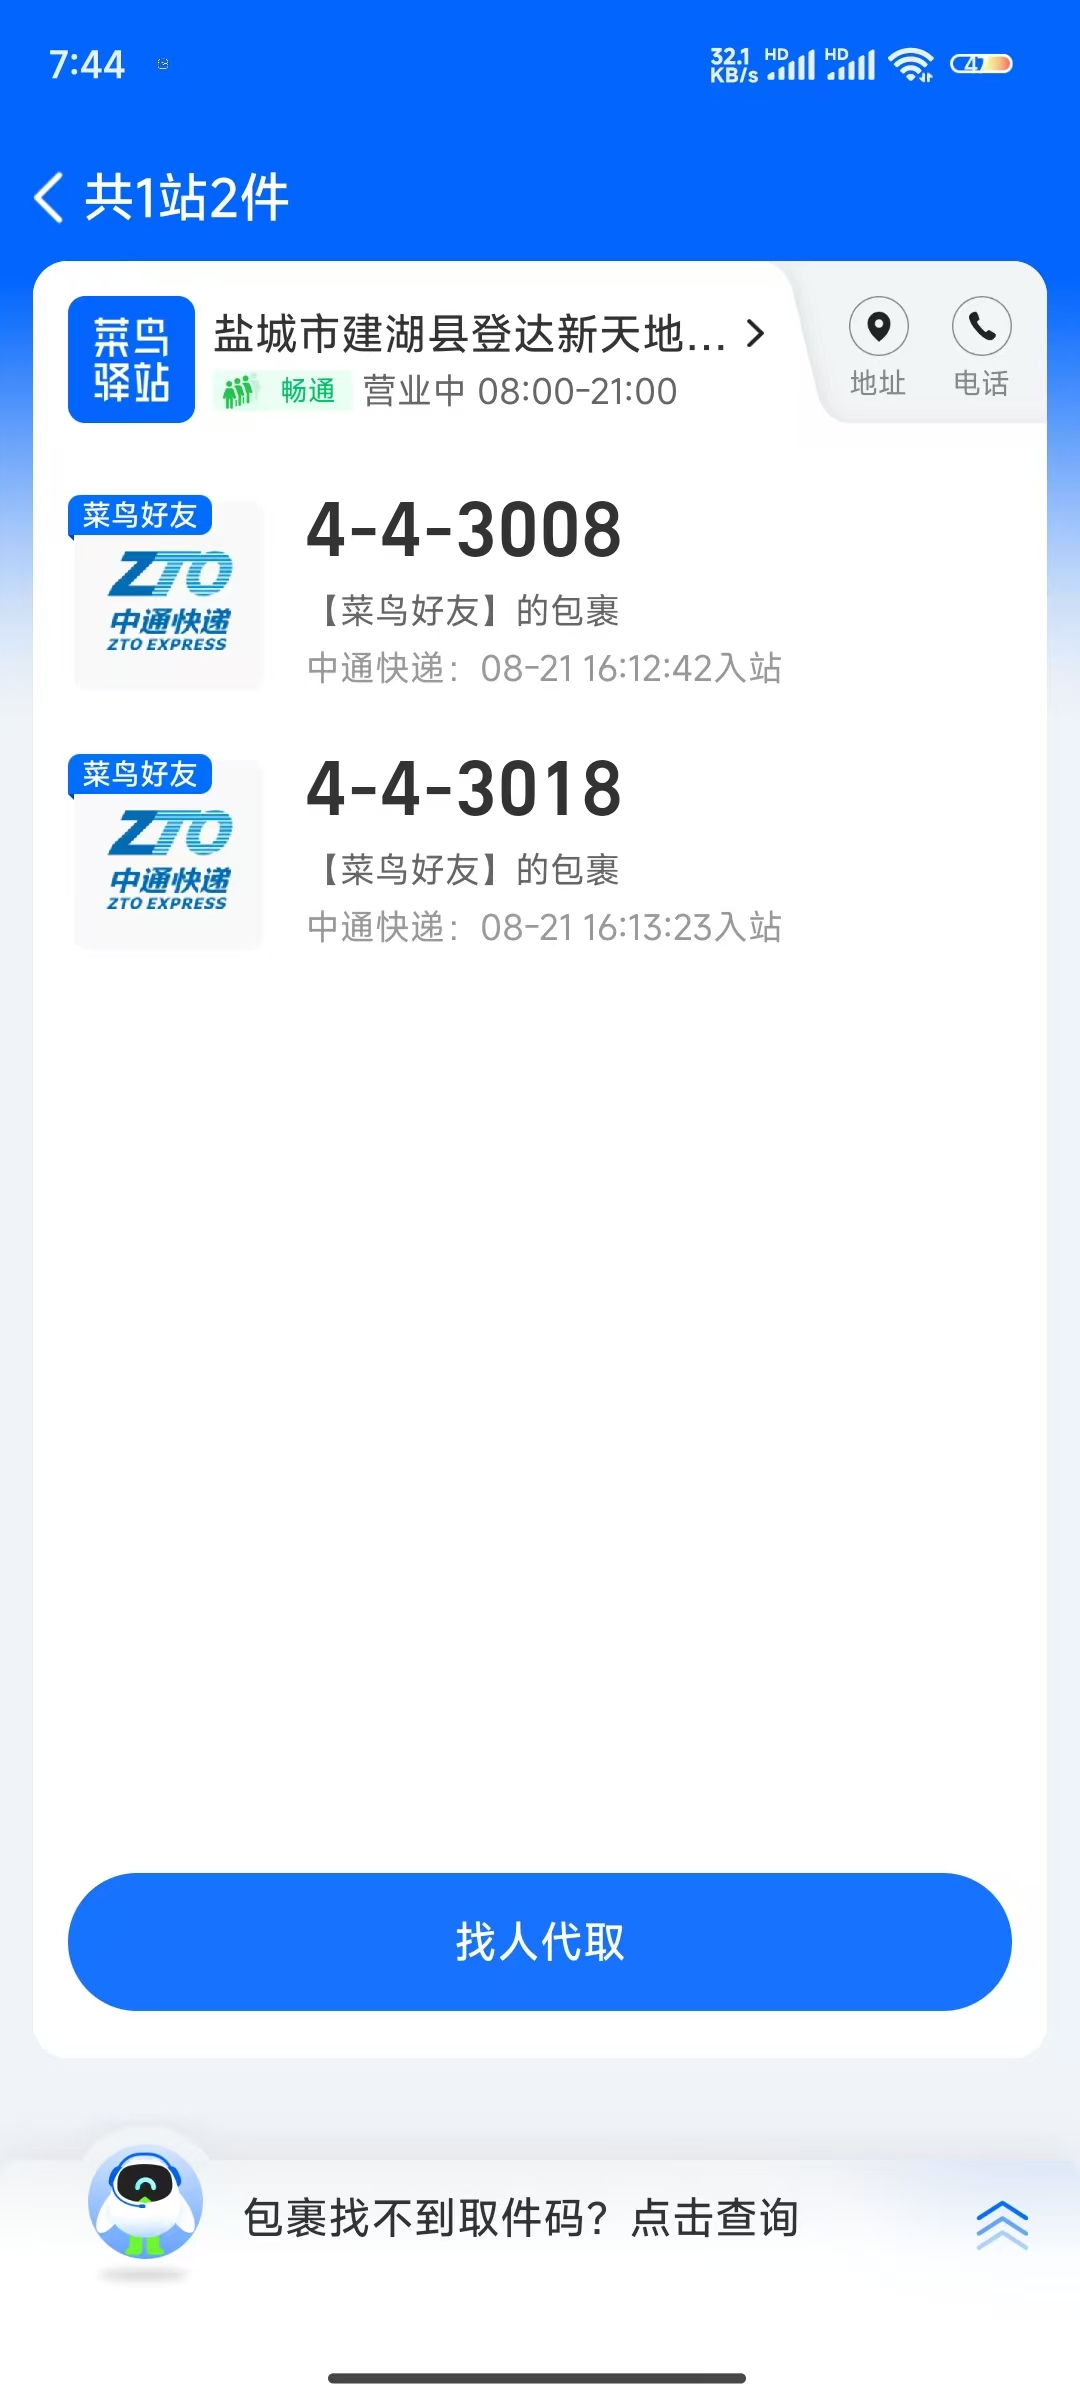 7:44
32.1 KB/s HD HD
共1站2件
菜鸟驿站
盐城市建湖县登达新天地...
畅通 营业中 08:00-21:00
地址 电话
菜鸟好友
ZTO
中通快递
ZTO EXPRESS
4-4-3008
【菜鸟好友】的包裹
中通快递：08-21 16:12:42入站
菜鸟好友
ZTO
中通快递
ZTO EXPRESS
4-4-3018
【菜鸟好友】的包裹
中通快递：08-21 16:13:23入站
找人代取
包裹找不到取件码？点击查询